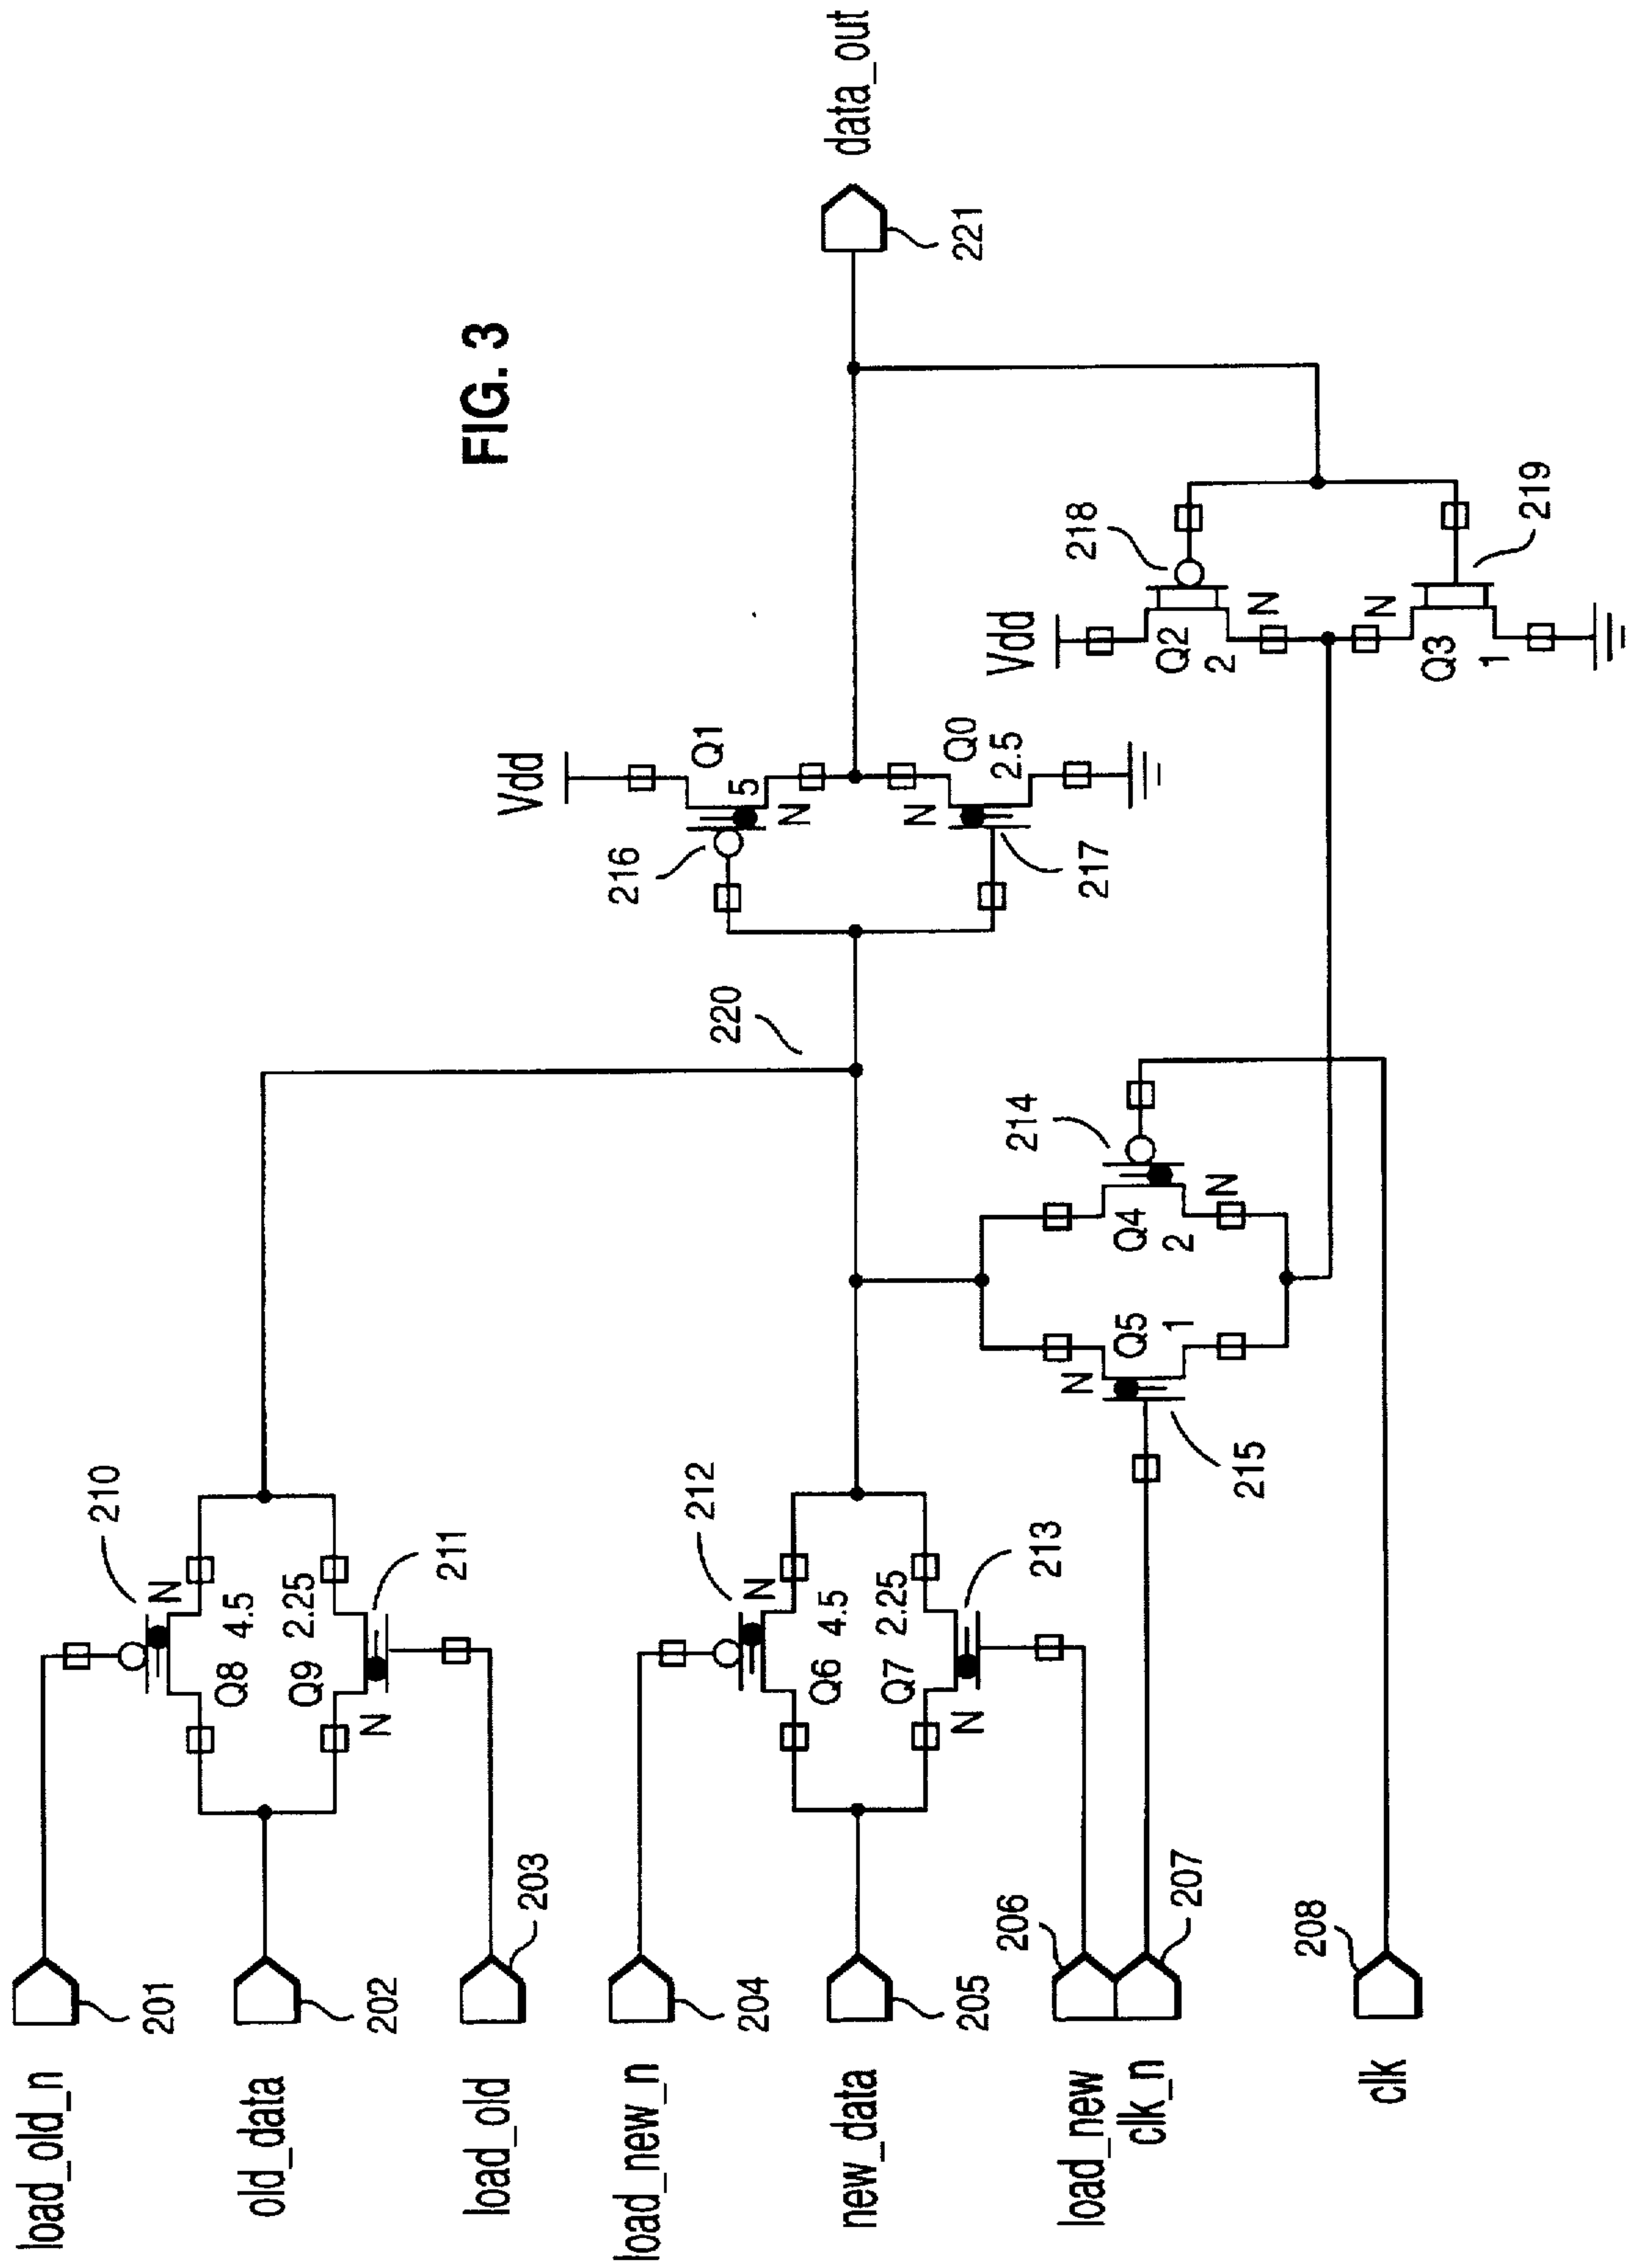 FIG. 3
load_old_n
201
old_data
202
load_old
203
210
N
Q8
4.5
Q9
2.25
N
211
load_new_n
204
new_data
205
load_new
206
clk_n
207
clk
208
212
N
Q6
4.5
Q7
2.25
N
213
220
Vdd
216
Q1
5
N
N
Q0
2.5
217
data_out
221
N
Q5
1
215
214
Q4
2
N
Vdd
218
Q2
2
N
N
Q3
1
219